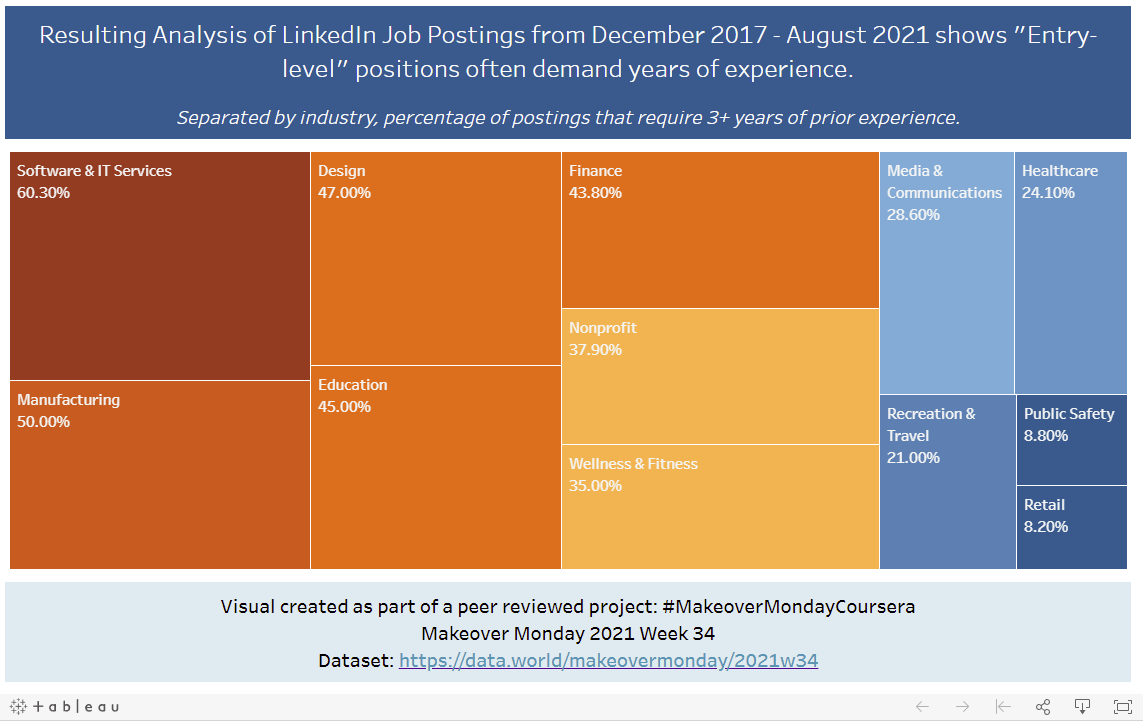 Resulting Analysis of LinkedIn Job Postings from December 2017 - August 2021 shows "Entry-
level" positions often demand years of experience.
Separated by industry, percentage of postings that require 3+ years of prior experience.
Software & IT Services
60.30%
Manufacturing
50.00%
Design
47.00%
Education
45.00%
Finance
43.80%
Nonprofit
37.90%
Wellness & Fitness
35.00%
Media &
Communications
28.60%
Healthcare
24.10%
Recreation &
Travel
21.00%
Public Safety
8.80%
Retail
8.20%
Visual created as part of a peer reviewed project: #MakeoverMondayCoursera
Makeover Monday 2021 Week 34
Dataset: https://data.world/makeovermonday/2021w34
+ a b | e a u